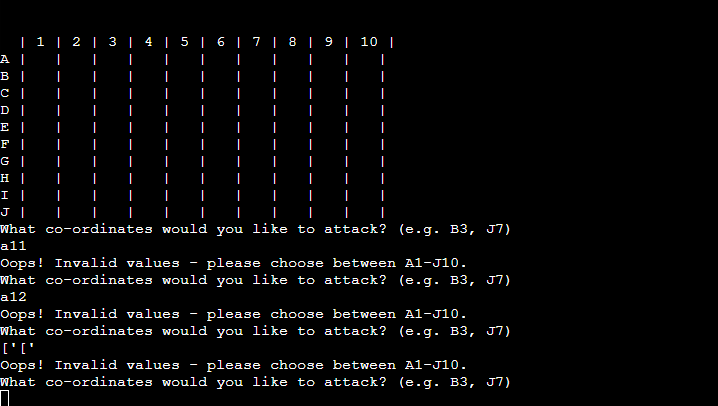 | 1 | 2 | 3 | 4 | 5 | 6 | 7 | 8 | 9 | 10 |
A |   |   |   |   |   |   |   |   |   |   |
B |   |   |   |   |   |   |   |   |   |   |
C |   |   |   |   |   |   |   |   |   |   |
D |   |   |   |   |   |   |   |   |   |   |
E |   |   |   |   |   |   |   |   |   |   |
F |   |   |   |   |   |   |   |   |   |   |
G |   |   |   |   |   |   |   |   |   |   |
H |   |   |   |   |   |   |   |   |   |   |
I |   |   |   |   |   |   |   |   |   |   |
J |   |   |   |   |   |   |   |   |   |   |
What co-ordinates would you like to attack? (e.g. B3, J7)
a11
Oops! Invalid values - please choose between A1-J10.
What co-ordinates would you like to attack? (e.g. B3, J7)
a12
Oops! Invalid values - please choose between A1-J10.
What co-ordinates would you like to attack? (e.g. B3, J7)
['['
Oops! Invalid values - please choose between A1-J10.
What co-ordinates would you like to attack? (e.g. B3, J7)